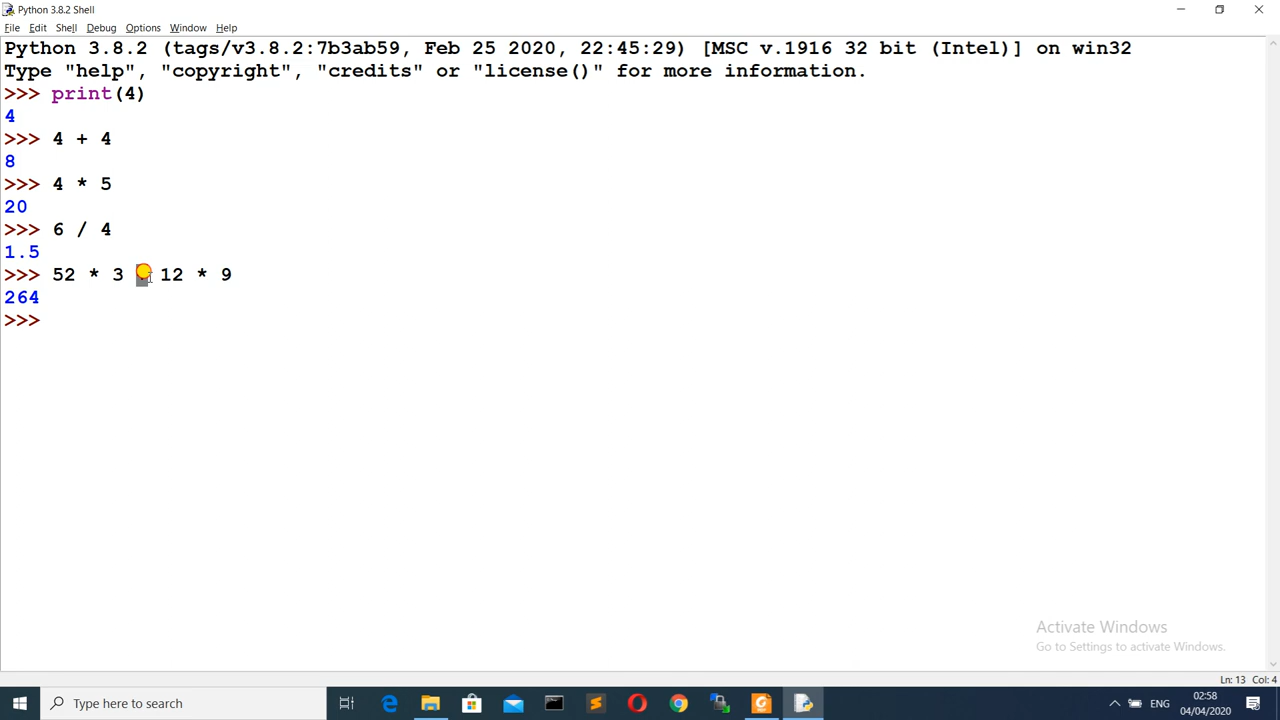 Python 3.8.2 Shell
File Edit Shell Debug Options Window Help
Python 3.8.2 (tags/v3.8.2:7b3ab59, Feb 25 2020, 22:45:29) [MSC v.1916 32 bit (Intel)] on win32
Type "help", "copyright", "credits" or "license()" for more information.
>>> print(4)
4
>>> 4 + 4
8
>>> 4 * 5
20
>>> 6 / 4
1.5
>>> 52 * 3 12 * 9
264
>>>
Activate Windows
Go to Settings to activate Windows.
Ln: 13 Col: 4
Type here to search
ENG
02:58
04/04/2020